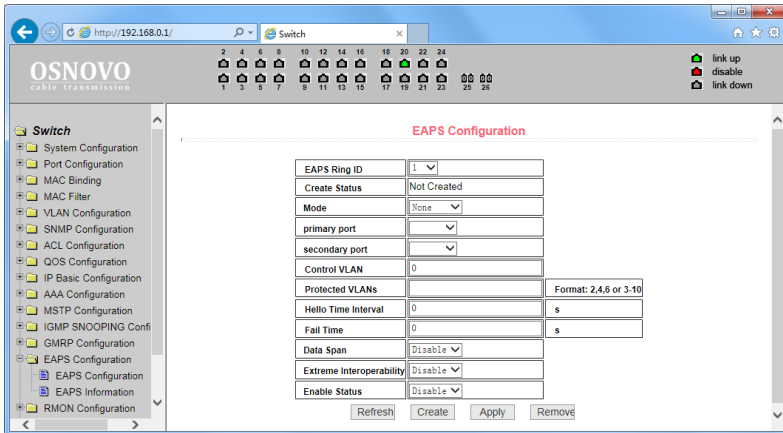 http://192.168.0.1/
Switch
OSNOVO
cable transmission
2 4 6 8 10 12 14 16 18 20 22 24
1 3 5 7 9 11 13 15 17 19 21 23 25 26
link up
disable
link down
Switch
System Configuration
Port Configuration
MAC Binding
MAC Filter
VLAN Configuration
SNMP Configuration
ACL Configuration
QOS Configuration
IP Basic Configuration
AAA Configuration
MSTP Configuration
IGMP SNOOPING Confi
GMRP Configuration
EAPS Configuration
EAPS Configuration
EAPS Information
RMON Configuration
EAPS Configuration
EAPS Ring ID 1
Create Status Not Created
Mode None
primary port
secondary port
Control VLAN 0
Protected VLANs Format: 2,4,6 or 3-10
Hello Time Interval 0 s
Fail Time 0 s
Data Span Disable
Extreme Interoperability Disable
Enable Status Disable
Refresh Create Apply Remove